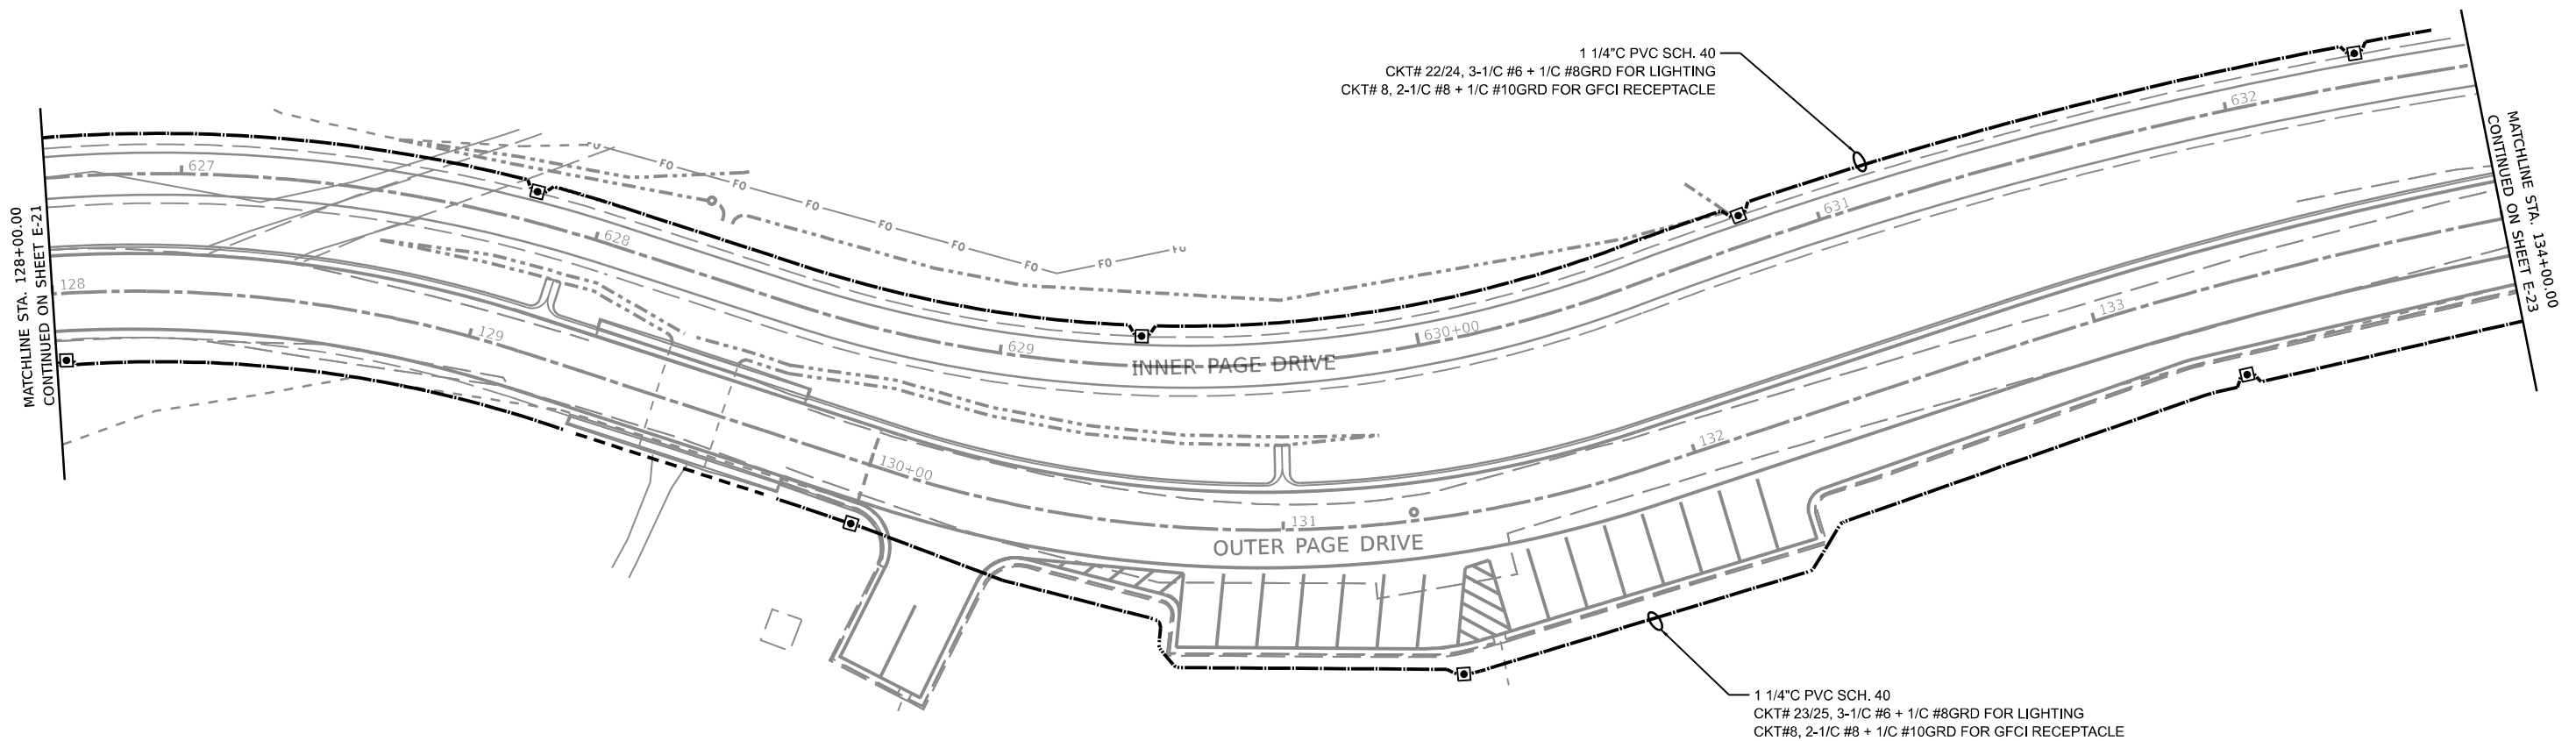 1 1/4"C PVC SCH. 40
CKT# 22/24, 3-1/C #6 + 1/C #8GRD FOR LIGHTING
CKT# 8, 2-1/C #8 + 1/C #10GRD FOR GFCI RECEPTACLE
MATCHLINE STA. 128+00.00
CONTINUED ON SHEET E-21
MATCHLINE STA. 134+00.00
CONTINUED ON SHEET E-23
627
628
629
630+00
631
632
FO
FO
FO
FO
FO
FO
FO
FO
FO
INNER PAGE DRIVE
128
129
130+00
131
132
133
OUTER PAGE DRIVE
1 1/4"C PVC SCH. 40
CKT# 23/25, 3-1/C #6 + 1/C #8GRD FOR LIGHTING
CKT#8, 2-1/C #8 + 1/C #10GRD FOR GFCI RECEPTACLE